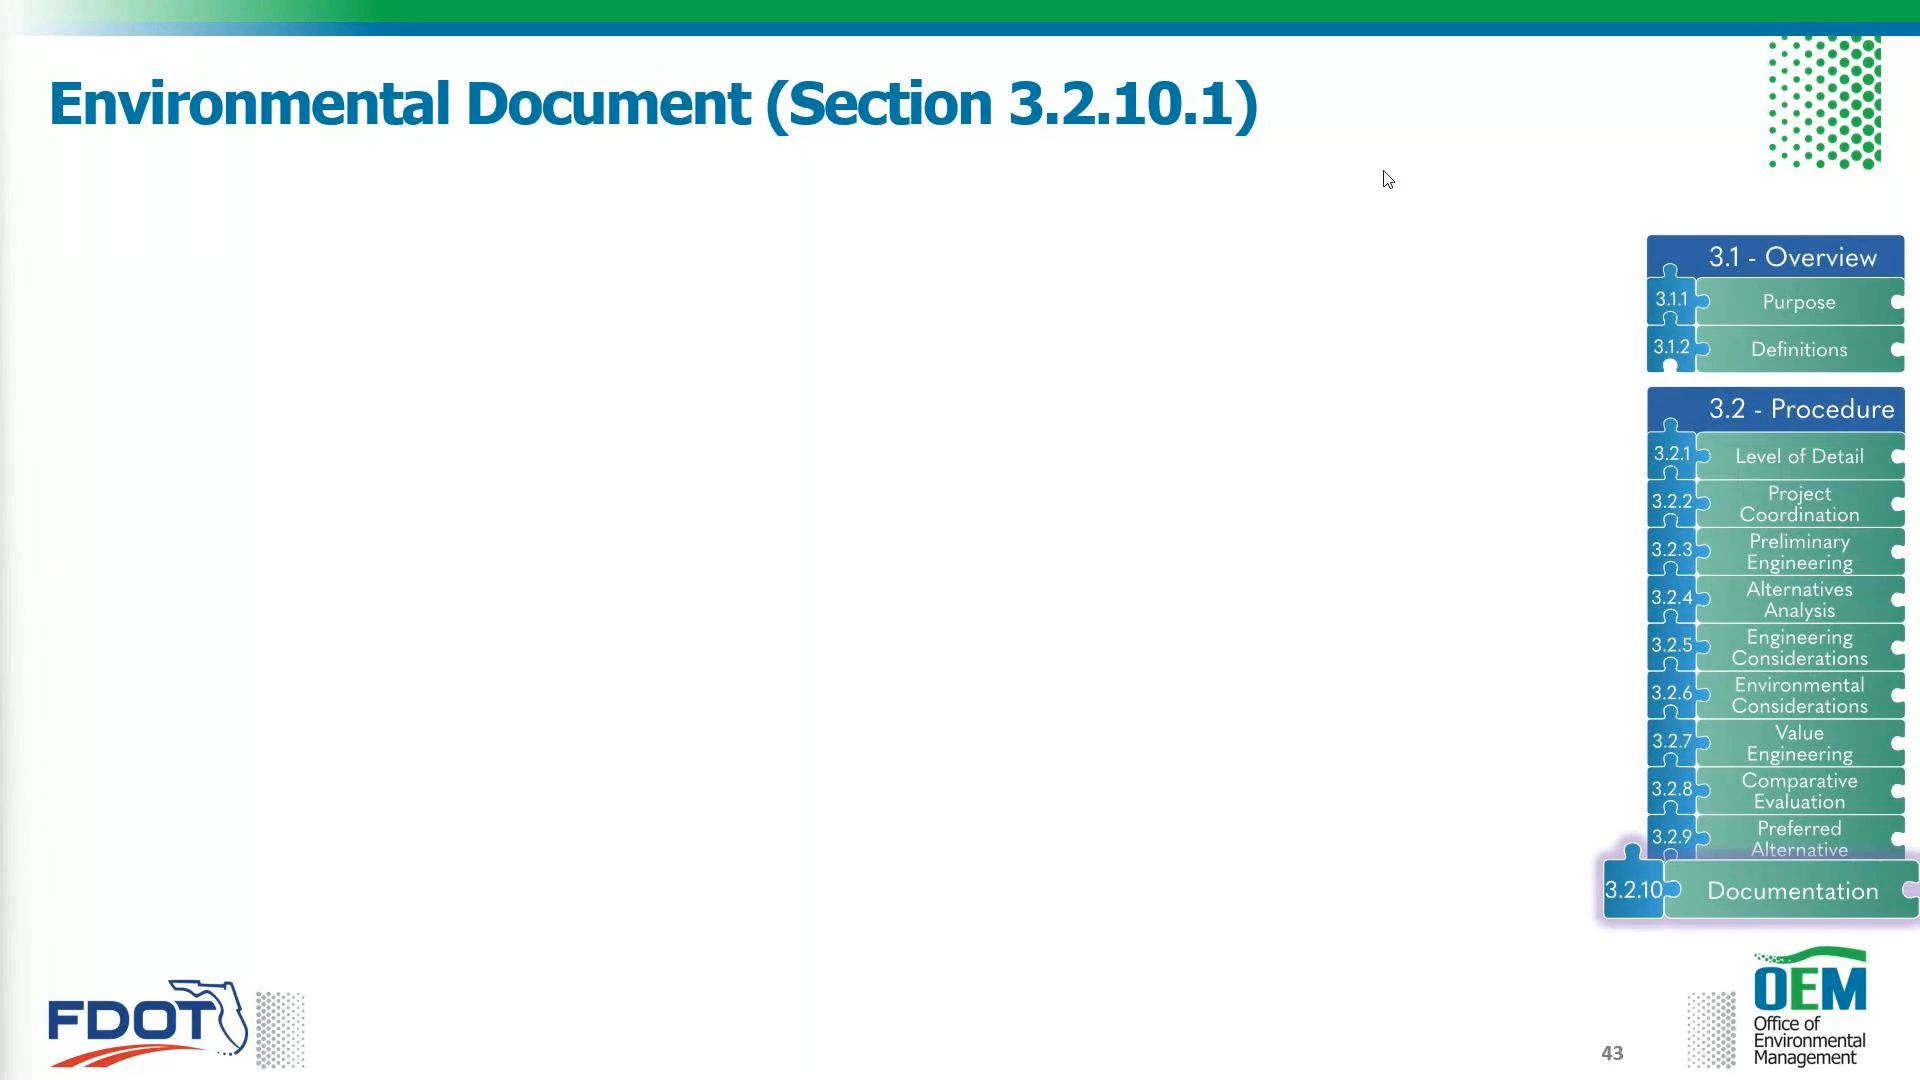 Environmental Document (Section 3.2.10.1)
3.1 - Overview
3.1.1 Purpose
3.1.2 Definitions
3.2 - Procedure
3.2.1 Level of Detail
3.2.2 Project
Coordination
3.2.3 Preliminary
Engineering
3.2.4 Alternatives
Analysis
3.2.5 Engineering
Considerations
3.2.6 Environmental
Considerations
3.2.7 Value
Engineering
3.2.8 Comparative
Evaluation
3.2.9 Preferred
Alternative
3.2.10 Documentation
FDOT
43
OEM
Office of
Environmental
Management